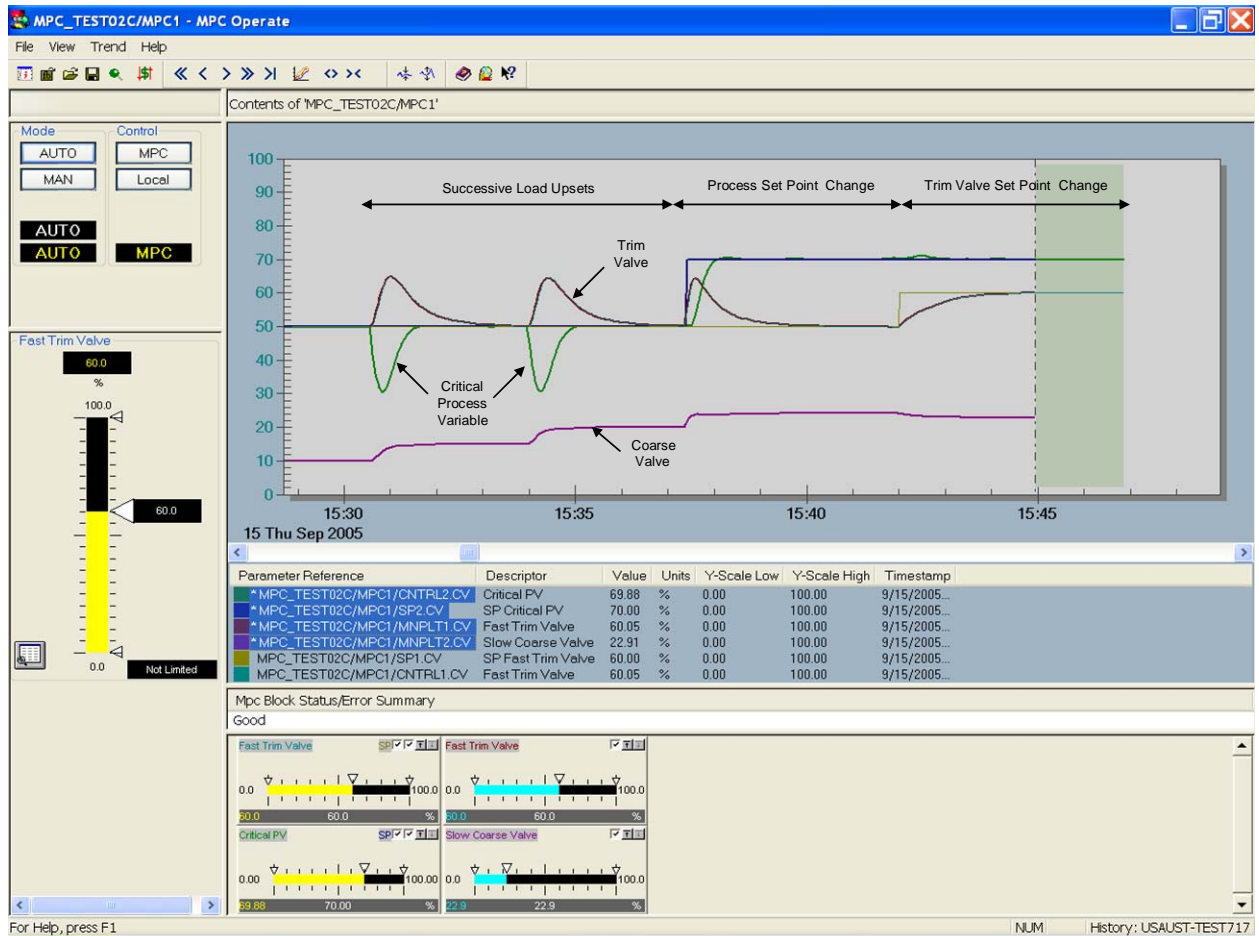 MPC_TEST02C/MPC1 - MPC Operate
File View Trend Help
Contents of 'MPC_TEST02C/MPC1'
Mode
AUTO
MAN
AUTO
AUTO
Control
MPC
Local
MPC
Fast Trim Valve
60.0
%
100.0
60.0
0.0
Not Limited
100
90
80
70
60
50
40
30
20
10
0
Successive Load Upsets
Process Set Point Change
Trim Valve Set Point Change
Trim
Valve
Critical
Process
Variable
Coarse
Valve
15:30 15:35 15:40 15:45
15 Thu Sep 2005
Parameter Reference Descriptor Value Units Y-Scale Low Y-Scale High Timestamp
* MPC_TEST02C/MPC1/CNTRL2.CV Critical PV 69.88 % 0.00 100.00 9/15/2005...
* MPC_TEST02C/MPC1/SP2.CV SP Critical PV 70.00 % 0.00 100.00 9/15/2005...
* MPC_TEST02C/MPC1/MNPLT1.CV Fast Trim Valve 60.05 % 0.00 100.00 9/15/2005...
* MPC_TEST02C/MPC1/MNPLT2.CV Slow Coarse Valve 22.91 % 0.00 100.00 9/15/2005...
MPC_TEST02C/MPC1/SP1.CV SP Fast Trim Valve 60.00 % 0.00 100.00 9/15/2005...
MPC_TEST02C/MPC1/CNTRL1.CV Fast Trim Valve 60.05 % 0.00 100.00 9/15/2005...
Mpc Block Status/Error Summary
Good
Fast Trim Valve SP
0.0 100.0
60.0 60.0 %
Fast Trim Valve
0.0 100.0
60.0 60.0 %
Critical PV SP
0.00 100.00
69.88 70.00 %
Slow Coarse Valve
0.0 100.0
22.9 22.9 %
For Help, press F1
NUM
History: USAUST-TEST717